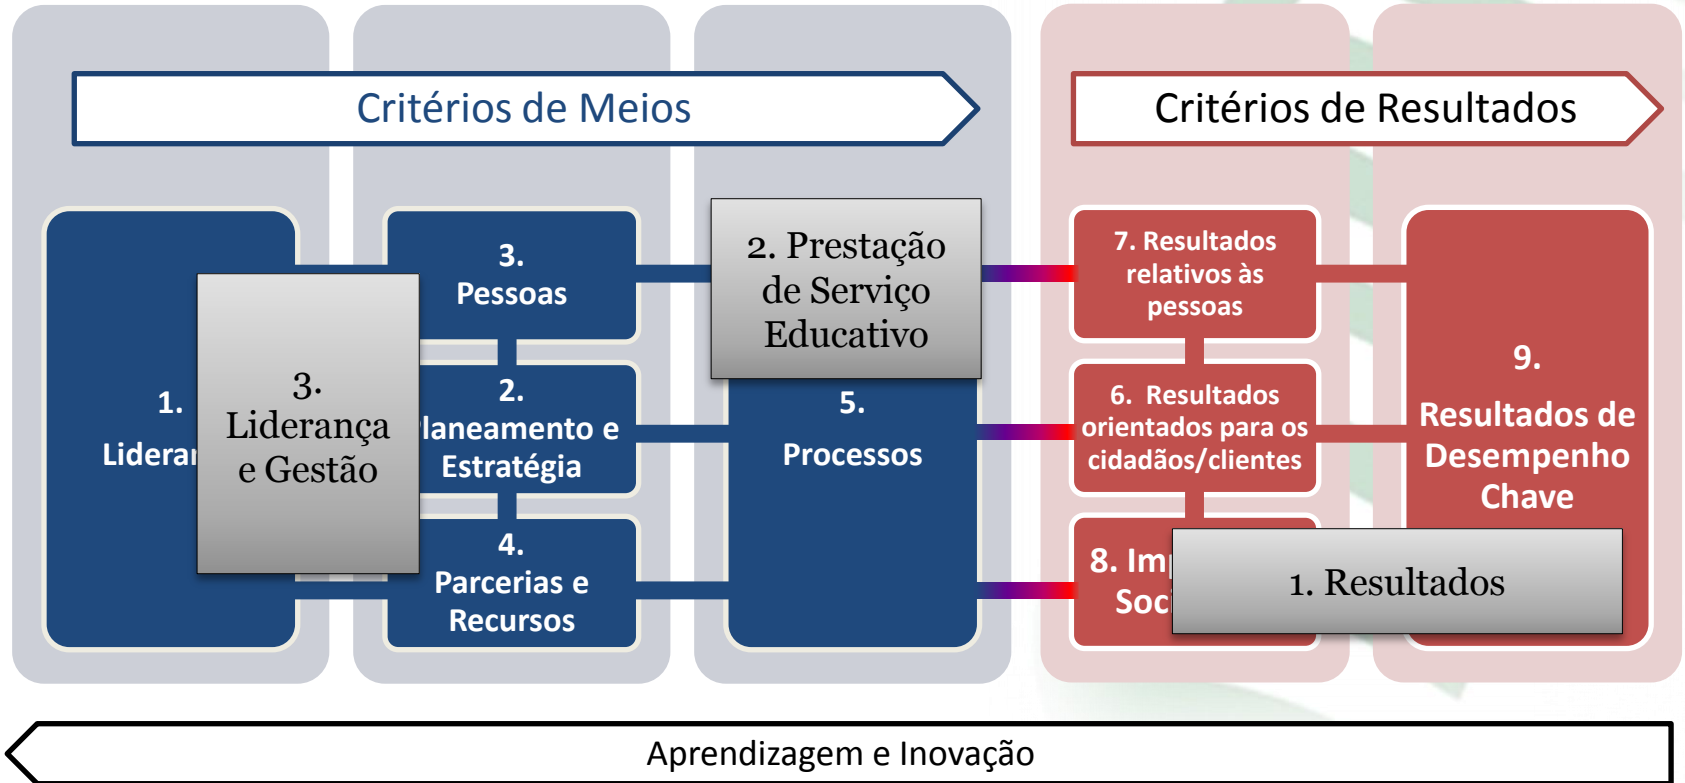 Critérios de Meios
Critérios de Resultados
1.
3.
Pessoas
2.
laneamento e
Estratégia
4.
Parcerias e
Recursos
3.
Liderança
e Gestão
2. Prestação
de Serviço
Educativo
5.
Processos
7. Resultados
relativos às
pessoas
6. Resultados
orientados para os
cidadãos/clientes
8.
9.
Resultados de
Desempenho
Chave
1. Resultados
Aprendizagem e Inovação